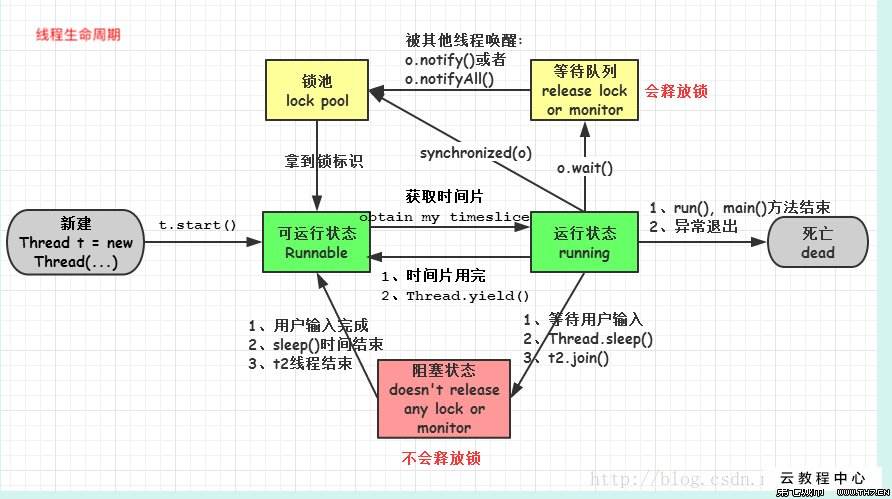 线程生命周期
被其他线程唤醒:
o.notify()或者
o.notifyAll()
锁池
lock pool
等待队列
release lock
or monitor
会释放锁
synchronized(o)
o.wait()
拿到锁标识
获取时间片
obtain my timeslice
新建
Thread t = new
Thread(...)
t.start()
可运行状态
Runnable
运行状态
running
1、run(), main()方法结束
2、异常退出
死亡
dead
1、时间片用完
2、Thread.yield()
1、用户输入完成
2、sleep()时间结束
3、t2线程结束
1、等待用户输入
2、Thread.sleep()
3、t2.join()
阻塞状态
doesn't release
any lock or
monitor
不会释放锁
http://blog.csdn.n
云教程中心
WWW.TH7.CN